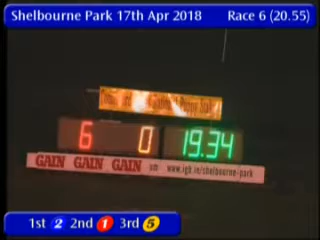 Shelbourne Park 17th Apr 2018 Race 6 (20.55)
6 0 19.34
GAIN GAIN GAIN www.igb.ie/shelbourne-park
1st 2 2nd 1 3rd 5